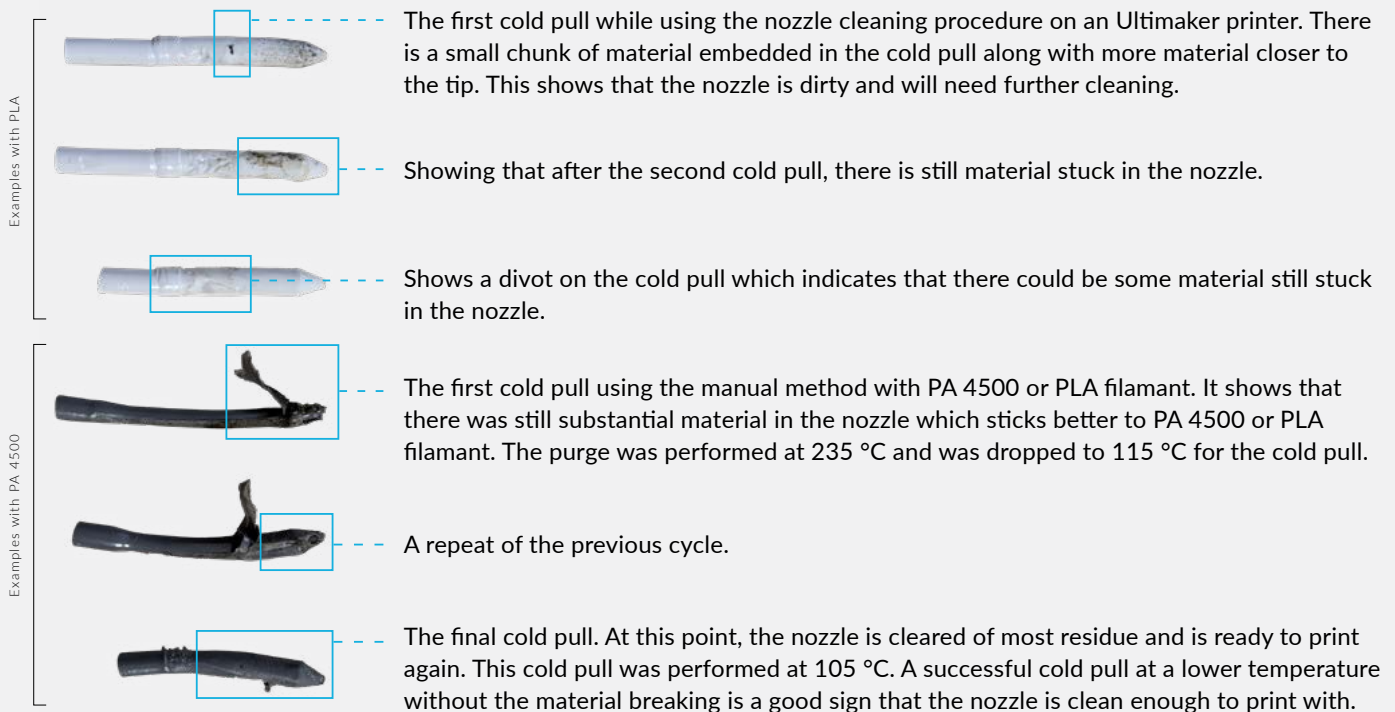 Examples with PLA
The first cold pull while using the nozzle cleaning procedure on an Ultimaker printer. There
is a small chunk of material embedded in the cold pull along with more material closer to
the tip. This shows that the nozzle is dirty and will need further cleaning.
Showing that after the second cold pull, there is still material stuck in the nozzle.
Shows a divot on the cold pull which indicates that there could be some material still stuck
in the nozzle.
Examples with PA 4500
The first cold pull using the manual method with PA 4500 or PLA filamant. It shows that
there was still substantial material in the nozzle which sticks better to PA 4500 or PLA
filamant. The purge was performed at 235 °C and was dropped to 115 °C for the cold pull.
A repeat of the previous cycle.
The final cold pull. At this point, the nozzle is cleared of most residue and is ready to print
again. This cold pull was performed at 105 °C. A successful cold pull at a lower temperature
without the material breaking is a good sign that the nozzle is clean enough to print with.